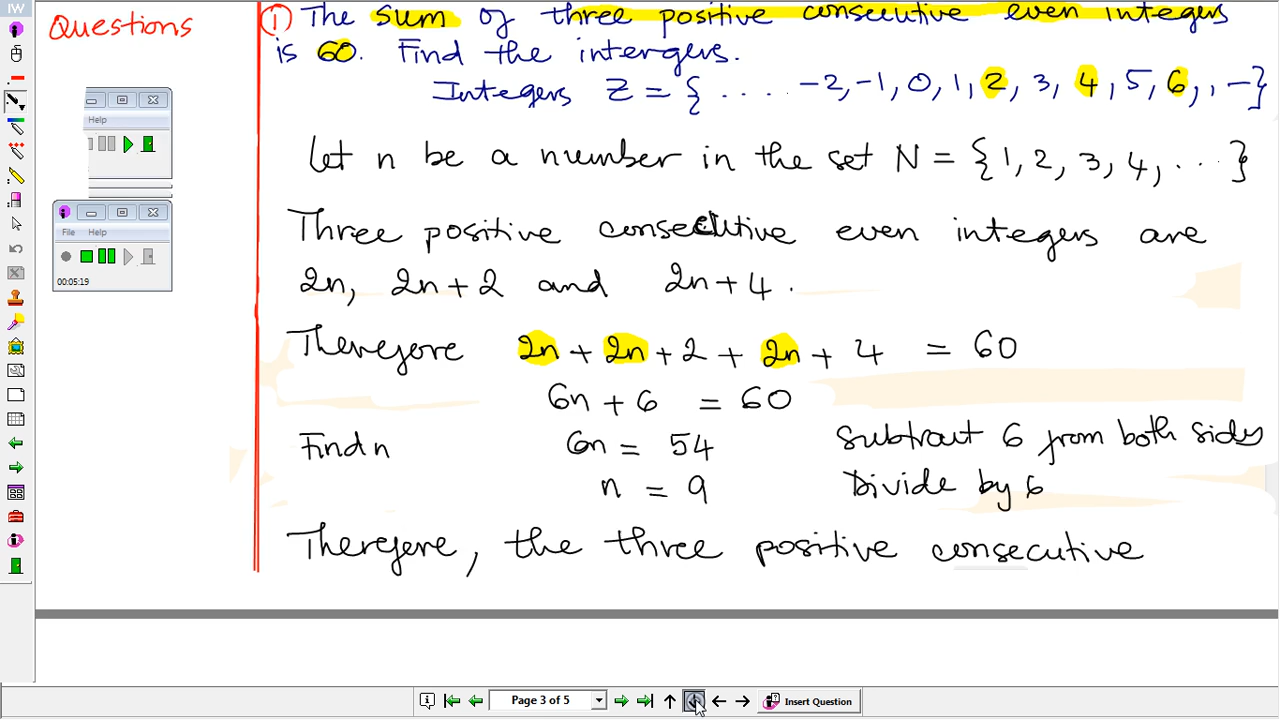 IW
Questions
① The sum of three positive consecutive even integers
is 60. Find the intergers.
Integers Z = { .... -2, -1, 0, 1, 2, 3, 4, 5, 6, , - }
Let n be a number in the set N = {1, 2, 3, 4, ... }
Three positive consecutive even integers are
2n, 2n+2 and 2n+4.
Therefore 2n + 2n + 2 + 2n + 4 = 60
6n + 6 = 60
Find n 6n = 54 Subtract 6 from both sides
n = 9 Divide by 6
Therefore, the three positive consecutive
Help
File Help
00:05:19
Page 3 of 5
Insert Question